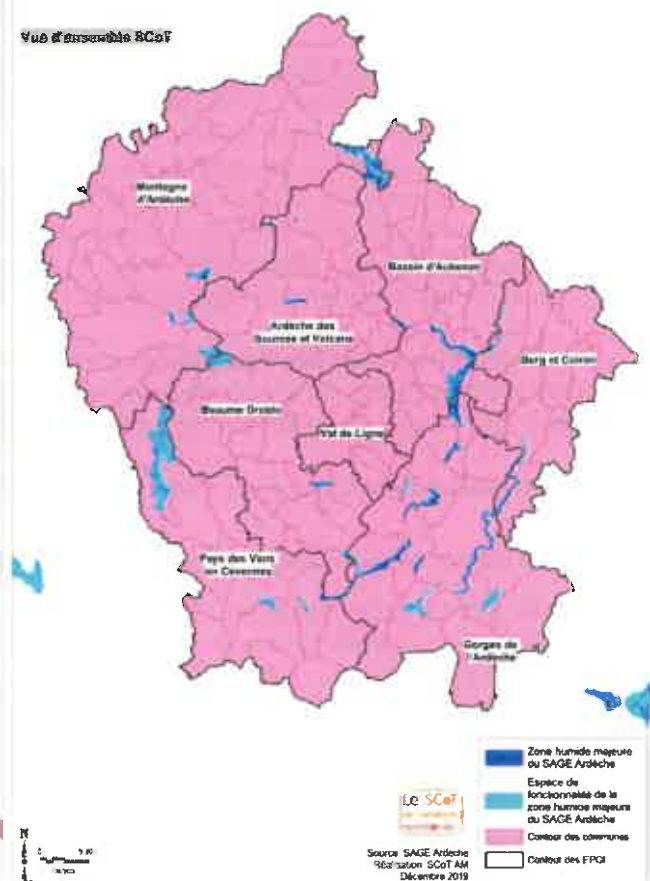 Vue d'ensemble SCoT
Montagne
d'Ardèche
Bassin d'Aubenas
Ardèche des
Sources et Volcans
Berg et Coiron
Beaume Drobie
Val de Ligne
Pays des Vans
en Cévennes
Gorges de
l'Ardèche
Zone humide majeure
du SAGE Ardèche
Espace de
fonctionnalité de la
zone humide majeure
du SAGE Ardèche
Contour des communes
Contour des EPCI
Le SCoT
Source SAGE Ardèche
Réalisation SCoT AM
Décembre 2019
N
0